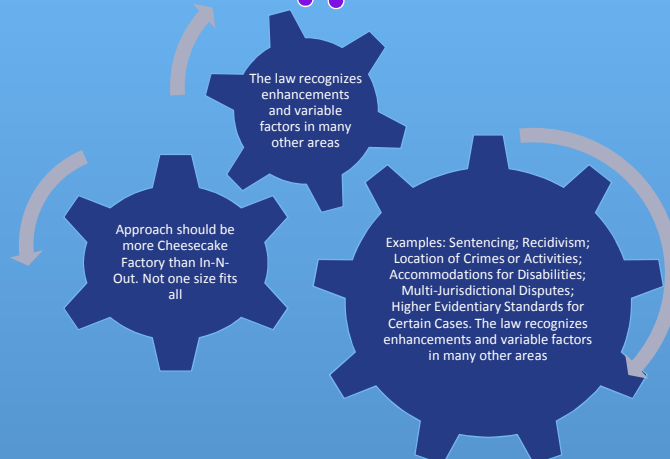 The law recognizes
enhancements
and variable
factors in many
other areas
Approach should be
more Cheesecake
Factory than In-N-
Out. Not one size fits
all
Examples: Sentencing; Recidivism;
Location of Crimes or Activities;
Accommodations for Disabilities;
Multi-Jurisdictional Disputes;
Higher Evidentiary Standards for
Certain Cases. The law recognizes
enhancements and variable factors
in many other areas